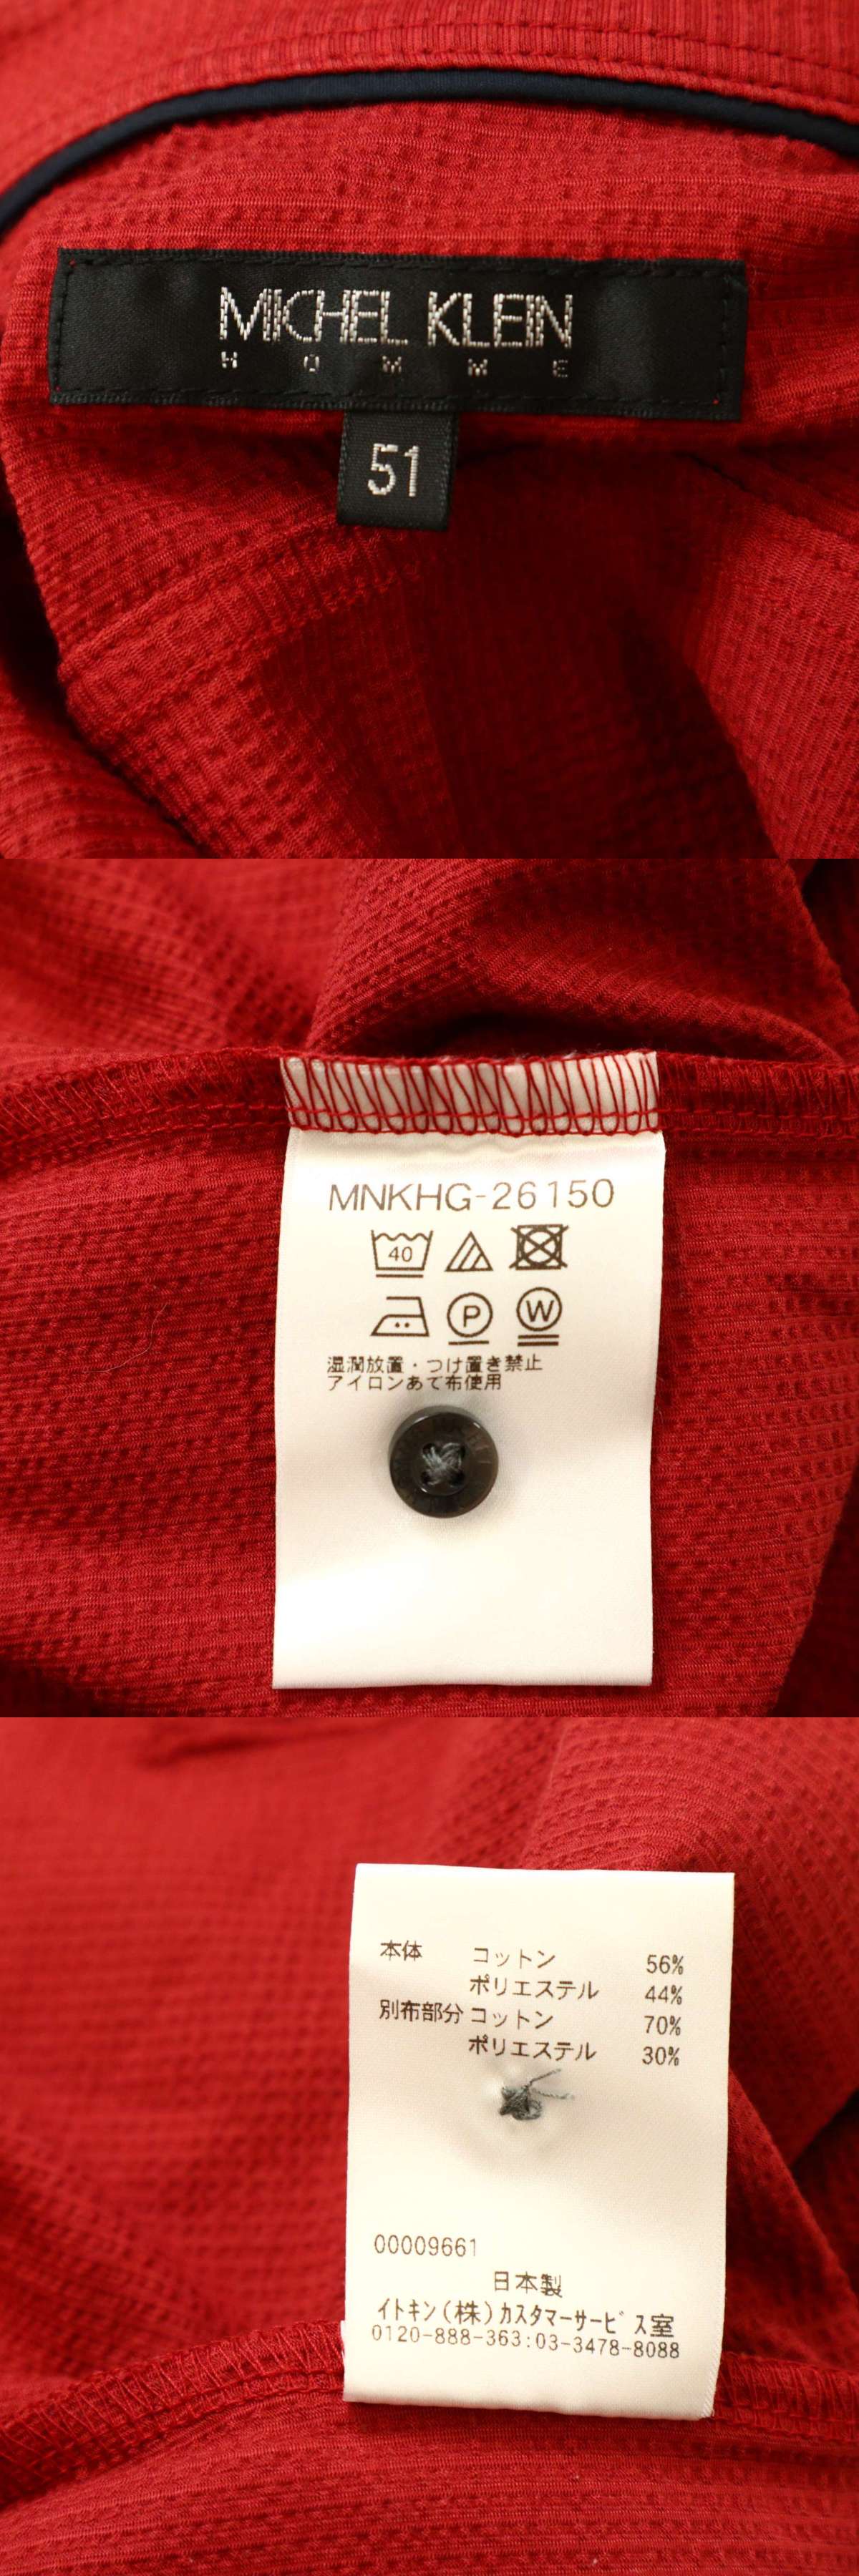 MICHEL KLEIN
HOMME
51
MNKHG-26150
40
P W
湿潤放置・つけ置き禁止
アイロンあて布使用
本体 コットン 56%
ポリエステル 44%
別布部分 コットン 70%
ポリエステル 30%
00009661
日本製
イトキン(株)カスタマーサービス室
0120-888-363:03-3478-8088